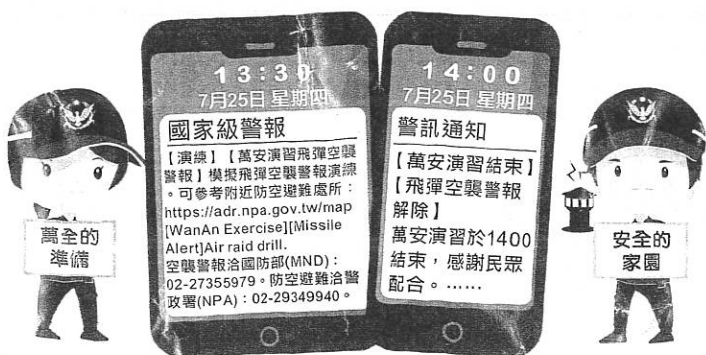 13:30
7月25日 星期四
國家級警報
【演練】【萬安演習飛彈空襲
警報】模擬飛彈空襲警報演練
。可參考附近防空避難處所：
https://adr.npa.gov.tw/map
[WanAn Exercise][Missile
Alert]Air raid drill.
空襲警報洽國防部(MND)：
02-27355979。防空避難洽警
政署(NPA)：02-29349940。
14:00
7月25日 星期四
警訊通知
【萬安演習結束】
【飛彈空襲警報
解除】
萬安演習於1400
結束，感謝民眾
配合。……
萬全的
準備
安全的
家園